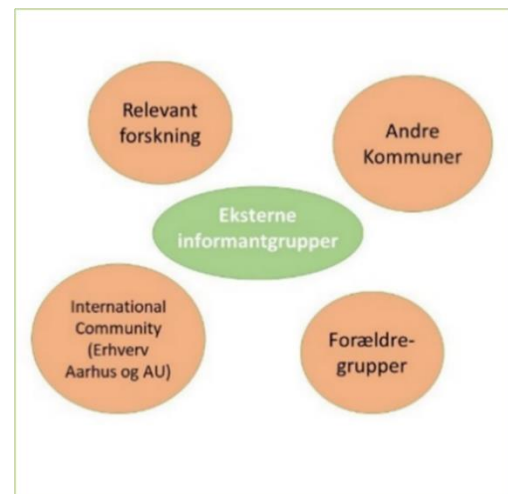 Relevant
forskning
Andre
Kommuner
Eksterne
informantgrupper
International
Community
(Erhverv
Aarhus og AU)
Forældre-
grupper